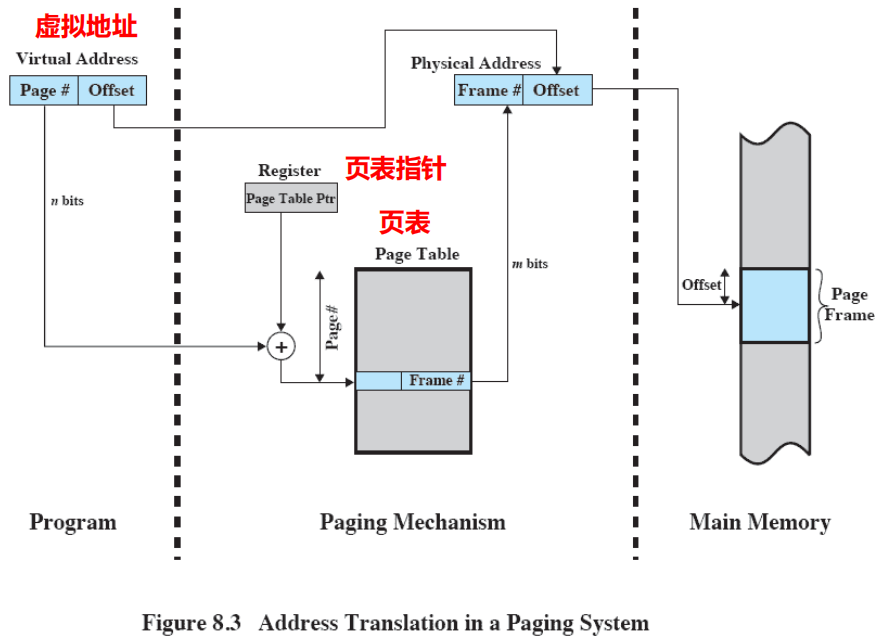 虚拟地址
Virtual Address
Page #
Offset
n bits
Physical Address
Frame #
Offset
Register
页表指针
Page Table Ptr
页表
Page Table
m bits
Page#
+
Frame #
Offset
Page
Frame
Program
Paging Mechanism
Main Memory
Figure 8.3 Address Translation in a Paging System